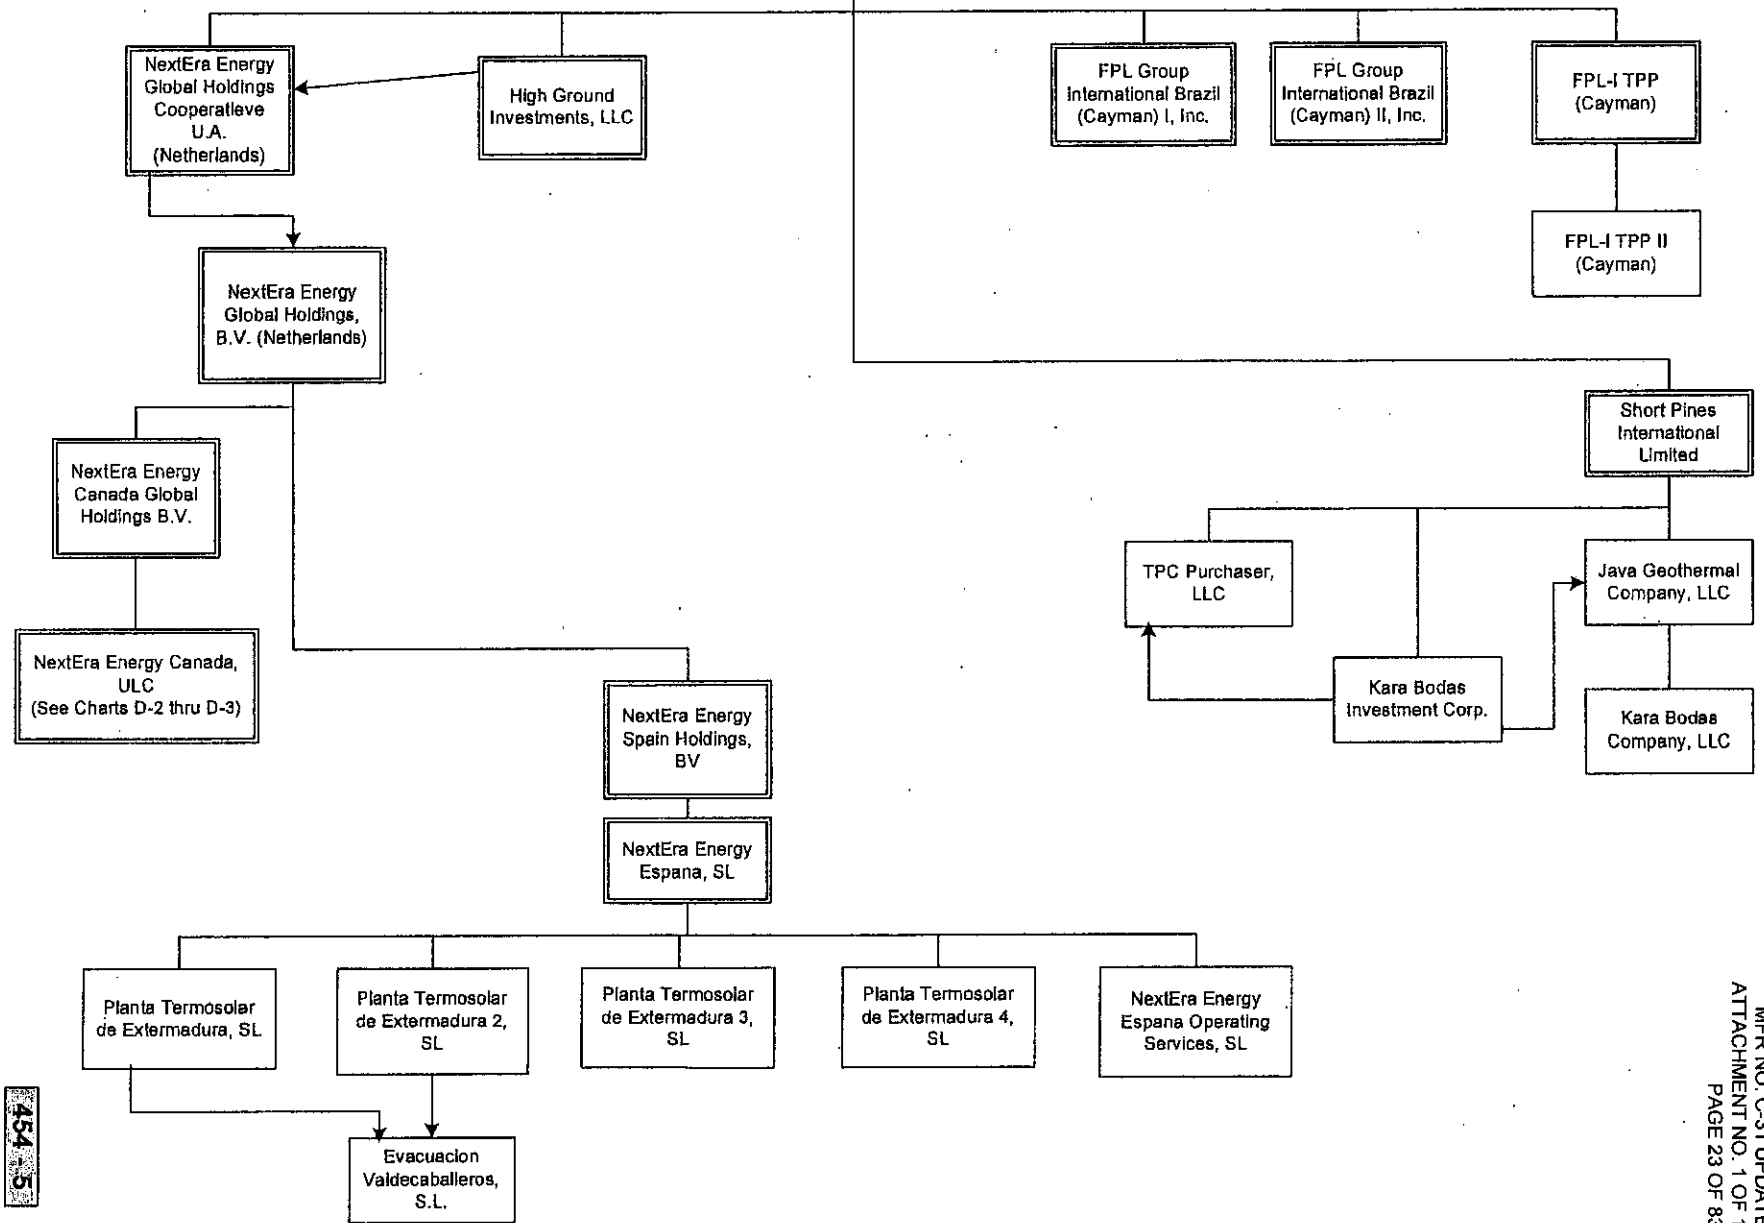 NextEra Energy
Global Holdings
Cooperatieve
U.A.
(Netherlands)
High Ground
Investments, LLC
FPL Group
International Brazil
(Cayman) I, Inc.
FPL Group
International Brazil
(Cayman) II, Inc.
FPL-I TPP
(Cayman)
FPL-I TPP II
(Cayman)
NextEra Energy
Global Holdings,
B.V. (Netherlands)
Short Pines
International
Limited
NextEra Energy
Canada Global
Holdings B.V.
TPC Purchaser,
LLC
Java Geothermal
Company, LLC
NextEra Energy Canada,
ULC
(See Charts D-2 thru D-3)
Kara Bodas
Investment Corp.
Kara Bodas
Company, LLC
NextEra Energy
Spain Holdings,
BV
NextEra Energy
Espana, SL
Planta Termosolar
de Extermadura, SL
Planta Termosolar
de Extermadura 2,
SL
Planta Termosolar
de Extermadura 3,
SL
Planta Termosolar
de Extermadura 4,
SL
NextEra Energy
Espana Operating
Services, SL
Evacuacion
Valdecaballeros,
S.L.
454 - 5
MFR NO. C-31 UPDATE
ATTACHMENT NO. 1 OF 1
PAGE 23 OF 83